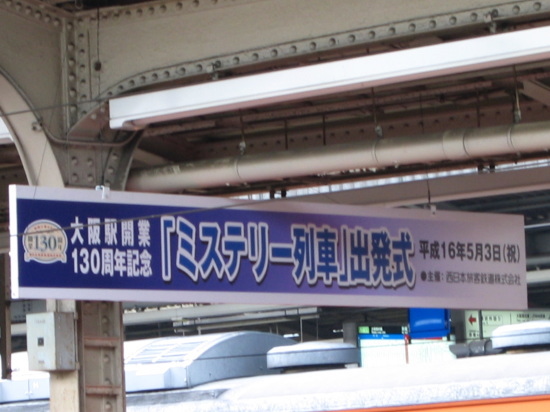 130
大阪駅開業
130周年記念
「ミステリー列車」出発式
平成16年5月3日(祝)
●主催：西日本旅客鉄道株式会社